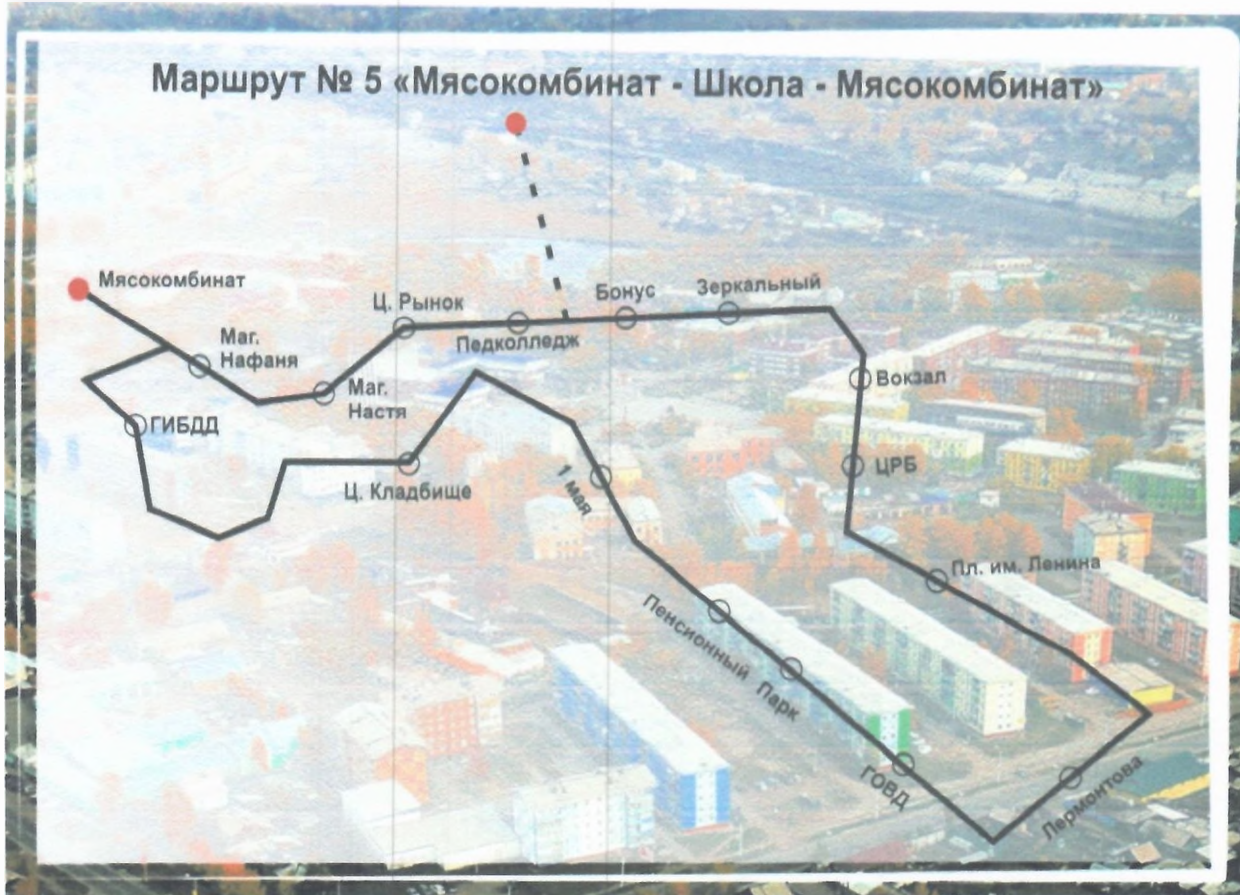 Маршрут № 5 «Мясокомбинат - Школа - Мясокомбинат»
Мясокомбинат
Маг.
Нафаня
Ц. Рынок
Маг.
Настя
Педколледж
Бонус
Зеркальный
Вокзал
ЦРБ
Пл. им. Ленина
Лермонтова
ГОВД
Парк
Пенсионный
1 мая
Ц. Кладбище
ГИБДД